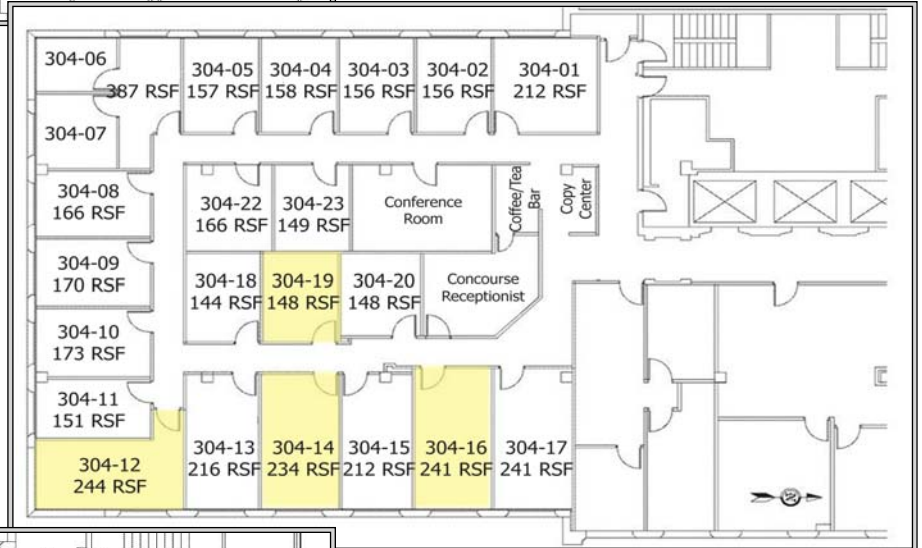 304-06
387 RSF
304-05
157 RSF
304-04
158 RSF
304-03
156 RSF
304-02
156 RSF
304-01
212 RSF
304-07
304-08
166 RSF
304-22
166 RSF
304-23
149 RSF
Conference
Room
Coffee/Tea
Bar
Copy
Center
304-09
170 RSF
304-18
144 RSF
304-19
148 RSF
304-20
148 RSF
Concourse
Receptionist
304-10
173 RSF
304-11
151 RSF
304-12
244 RSF
304-13
216 RSF
304-14
234 RSF
304-15
212 RSF
304-16
241 RSF
304-17
241 RSF